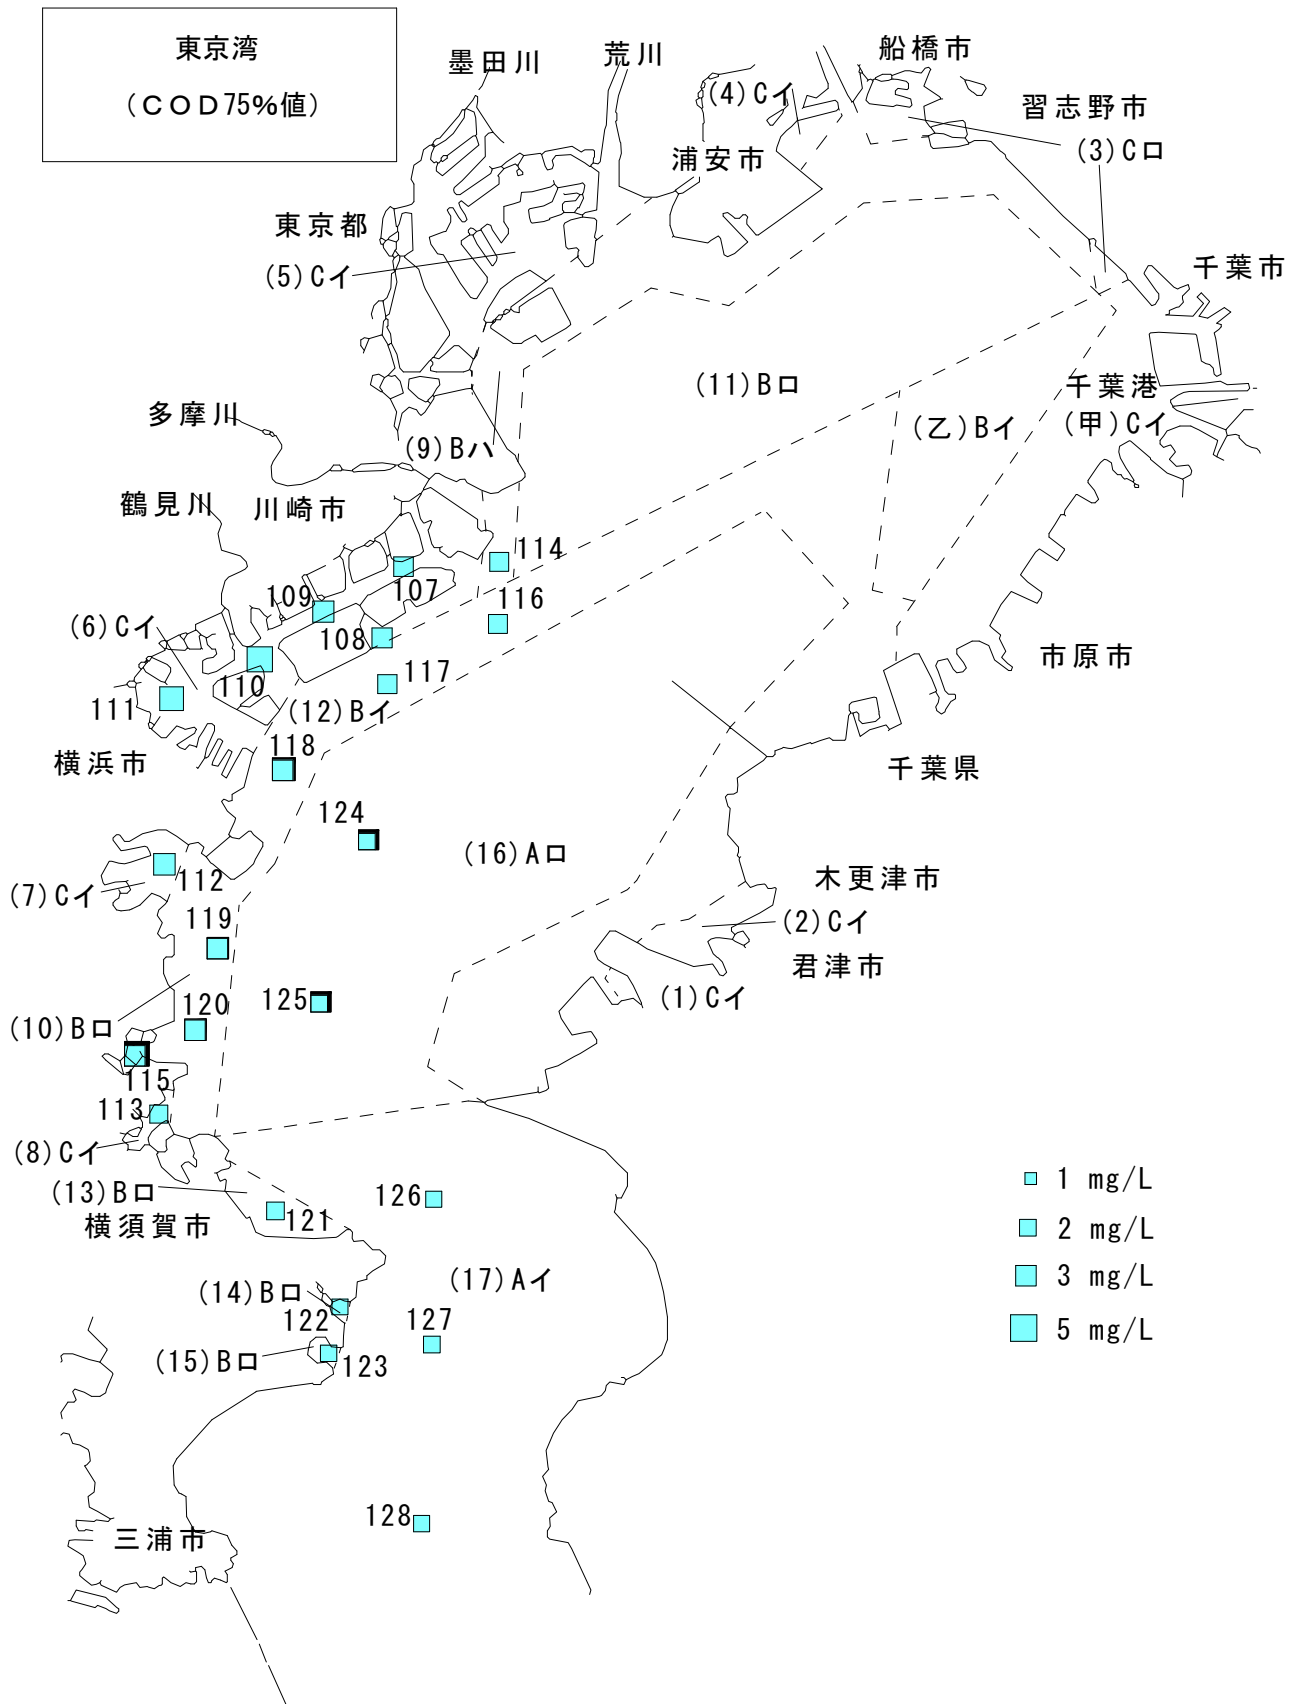 東京湾
(ＣＯＤ75%値)
墨田川
荒川
船橋市
(4)Cイ
習志野市
(3)Cロ
浦安市
東京都
(5)Cイ
千葉市
(11)Bロ
千葉港
(甲)Cイ
(乙)Bイ
多摩川
(9)Bハ
鶴見川
川崎市
114
107
109
116
(6)Cイ
108
市原市
110
117
111
(12)Bイ
横浜市
118
千葉県
124
(16)Aロ
112
木更津市
(7)Cイ
119
(2)Cイ
君津市
125
(1)Cイ
120
(10)Bロ
115
113
(8)Cイ
1 mg/L
(13)Bロ
126
横須賀市
121
2 mg/L
(14)Bロ
(17)Aイ
3 mg/L
122
127
5 mg/L
(15)Bロ
123
128
三浦市